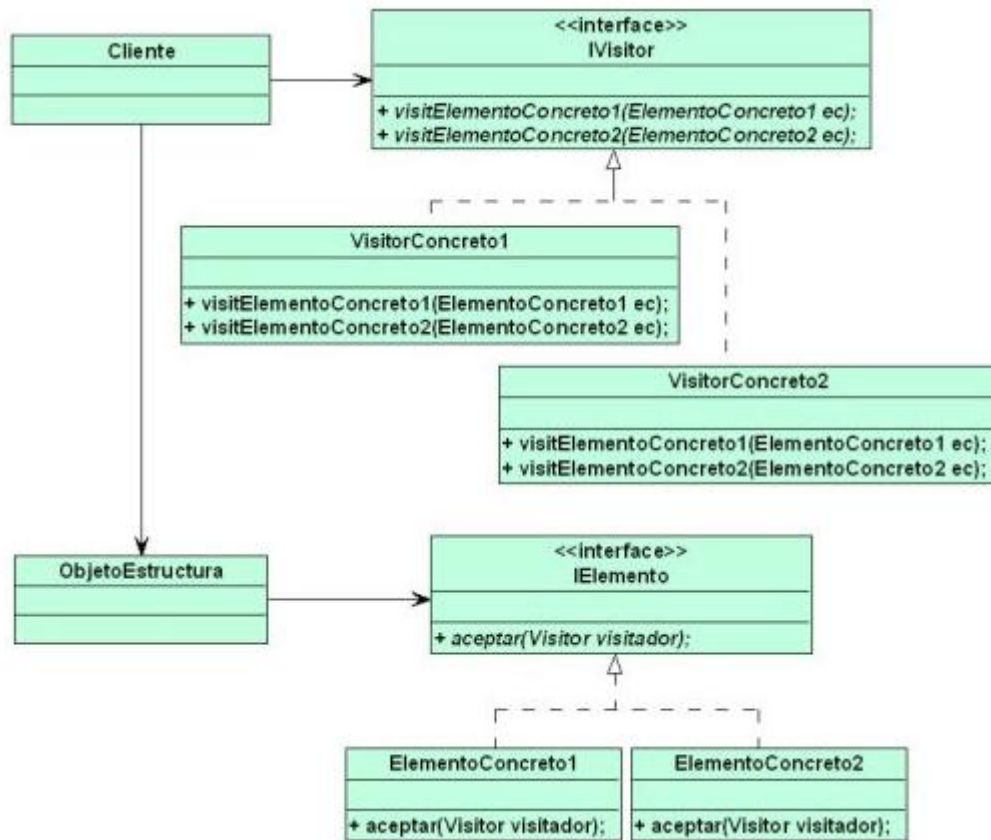 Cliente
<<interface>>
IVisitor
+ visitElementoConcreto1(ElementoConcreto1 ec);
+ visitElementoConcreto2(ElementoConcreto2 ec);
VisitorConcreto1
+ visitElementoConcreto1(ElementoConcreto1 ec);
+ visitElementoConcreto2(ElementoConcreto2 ec);
VisitorConcreto2
+ visitElementoConcreto1(ElementoConcreto1 ec);
+ visitElementoConcreto2(ElementoConcreto2 ec);
ObjetoEstructura
<<interface>>
IElemento
+ aceptar(Visitor visitador);
ElementoConcreto1
+ aceptar(Visitor visitador);
ElementoConcreto2
+ aceptar(Visitor visitador);